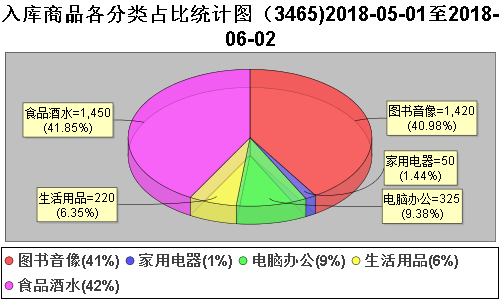 入库商品各分类占比统计图（3465)2018-05-01至2018-
06-02
食品酒水=1,450
(41.85%)
图书音像=1,420
(40.98%)
家用电器=50
(1.44%)
生活用品=220
(6.35%)
电脑办公=325
(9.38%)
图书音像(41%) 家用电器(1%) 电脑办公(9%) 生活用品(6%)
食品酒水(42%)